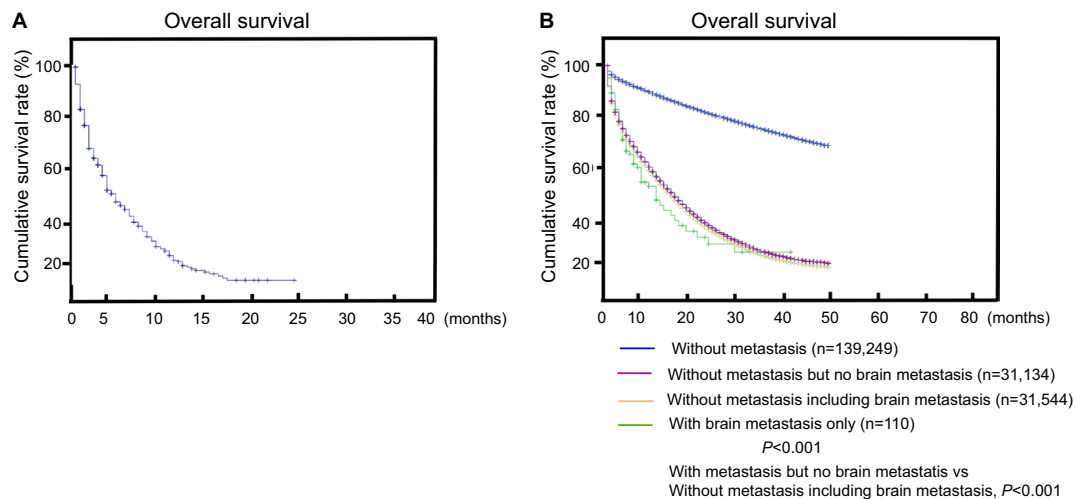 A
Overall survival
Cumulative survival rate (%)
100
80
60
40
20
0 5 10 15 20 25 30 35 40 (months)
B
Overall survival
Cumulative survival rate (%)
100
80
60
40
20
0 10 20 30 40 50 60 70 80 (months)
Without metastasis (n=139,249)
Without metastasis but no brain metastasis (n=31,134)
Without metastasis including brain metastasis (n=31,544)
With brain metastasis only (n=110)
P<0.001
With metastasis but no brain metastatis vs
Without metastasis including brain metastasis, P<0.001